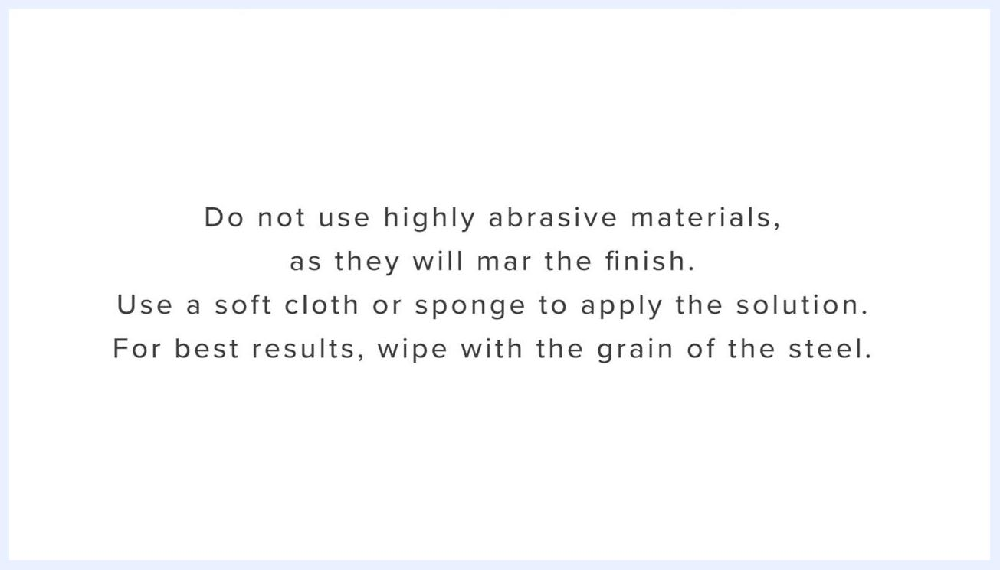 Do not use highly abrasive materials,
as they will mar the finish.
Use a soft cloth or sponge to apply the solution.
For best results, wipe with the grain of the steel.